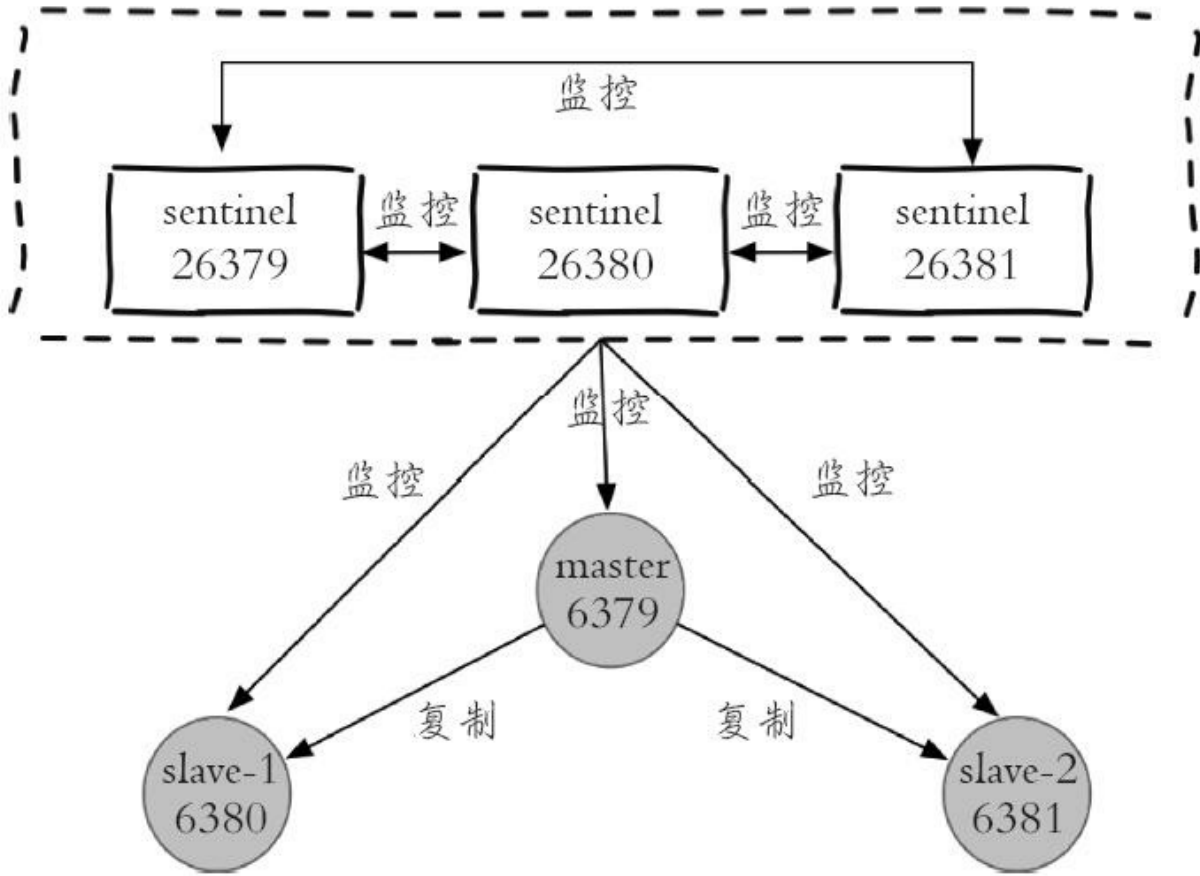 监控
sentinel
26379
监控
sentinel
26380
监控
sentinel
26381
监控
监控
监控
master
6379
复制
复制
slave-1
6380
slave-2
6381